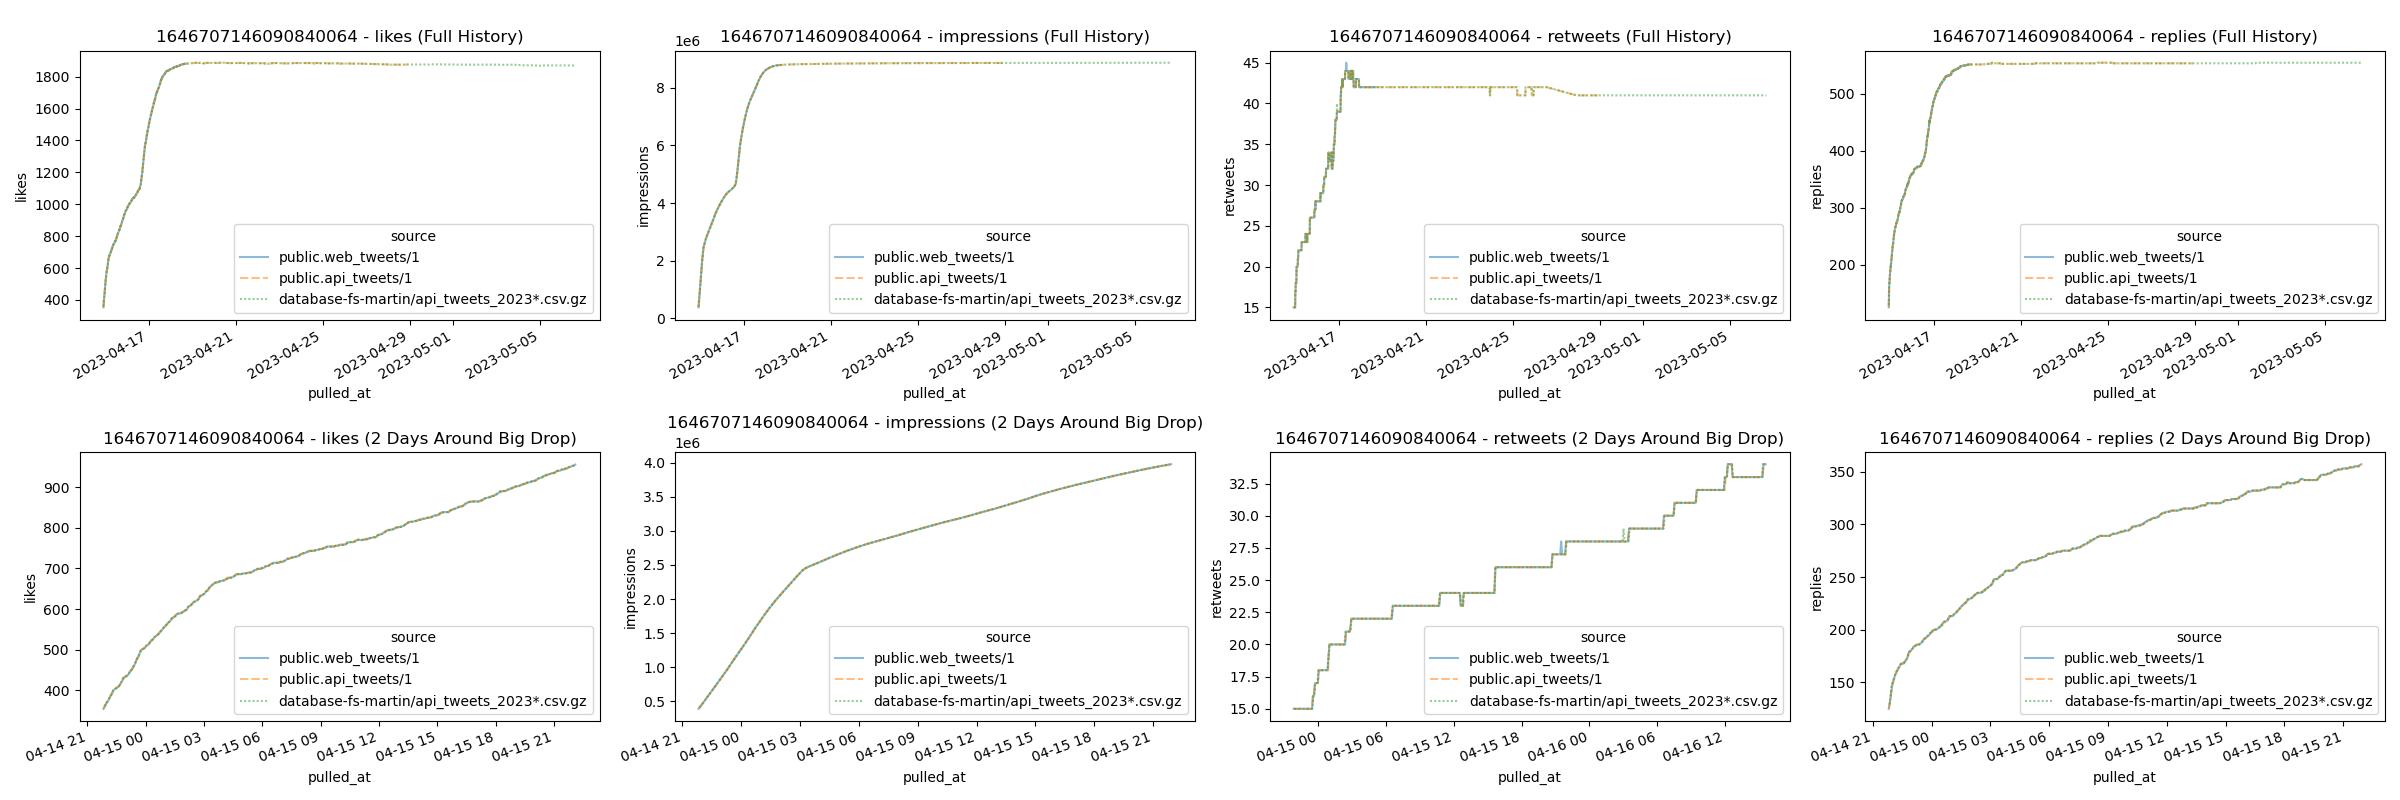 1646707146090840064 - likes (Full History)
likes
1800
1600
1400
1200
1000
800
600
400
2023-04-17
2023-04-21
2023-04-25
2023-04-29
2023-05-01
2023-05-05
pulled_at
source
public.web_tweets/1
public.api_tweets/1
database-fs-martin/api_tweets_2023*.csv.gz
1646707146090840064 - impressions (Full History)
1e6
impressions
8
6
4
2
0
2023-04-17
2023-04-21
2023-04-25
2023-04-29
2023-05-01
2023-05-05
pulled_at
source
public.web_tweets/1
public.api_tweets/1
database-fs-martin/api_tweets_2023*.csv.gz
1646707146090840064 - retweets (Full History)
retweets
45
40
35
30
25
20
15
2023-04-17
2023-04-21
2023-04-25
2023-04-29
2023-05-01
2023-05-05
pulled_at
source
public.web_tweets/1
public.api_tweets/1
database-fs-martin/api_tweets_2023*.csv.gz
1646707146090840064 - replies (Full History)
replies
500
400
300
200
2023-04-17
2023-04-21
2023-04-25
2023-04-29
2023-05-01
2023-05-05
pulled_at
source
public.web_tweets/1
public.api_tweets/1
database-fs-martin/api_tweets_2023*.csv.gz
1646707146090840064 - likes (2 Days Around Big Drop)
likes
900
800
700
600
500
400
04-14 21
04-15 00
04-15 03
04-15 06
04-15 09
04-15 12
04-15 15
04-15 18
04-15 21
pulled_at
source
public.web_tweets/1
public.api_tweets/1
database-fs-martin/api_tweets_2023*.csv.gz
1646707146090840064 - impressions (2 Days Around Big Drop)
1e6
impressions
4.0
3.5
3.0
2.5
2.0
1.5
1.0
0.5
04-14 21
04-15 00
04-15 03
04-15 06
04-15 09
04-15 12
04-15 15
04-15 18
04-15 21
pulled_at
source
public.web_tweets/1
public.api_tweets/1
database-fs-martin/api_tweets_2023*.csv.gz
1646707146090840064 - retweets (2 Days Around Big Drop)
retweets
32.5
30.0
27.5
25.0
22.5
20.0
17.5
15.0
04-15 00
04-15 06
04-15 12
04-15 18
04-16 00
04-16 06
04-16 12
pulled_at
source
public.web_tweets/1
public.api_tweets/1
database-fs-martin/api_tweets_2023*.csv.gz
1646707146090840064 - replies (2 Days Around Big Drop)
replies
350
300
250
200
150
04-14 21
04-15 00
04-15 03
04-15 06
04-15 09
04-15 12
04-15 15
04-15 18
04-15 21
pulled_at
source
public.web_tweets/1
public.api_tweets/1
database-fs-martin/api_tweets_2023*.csv.gz